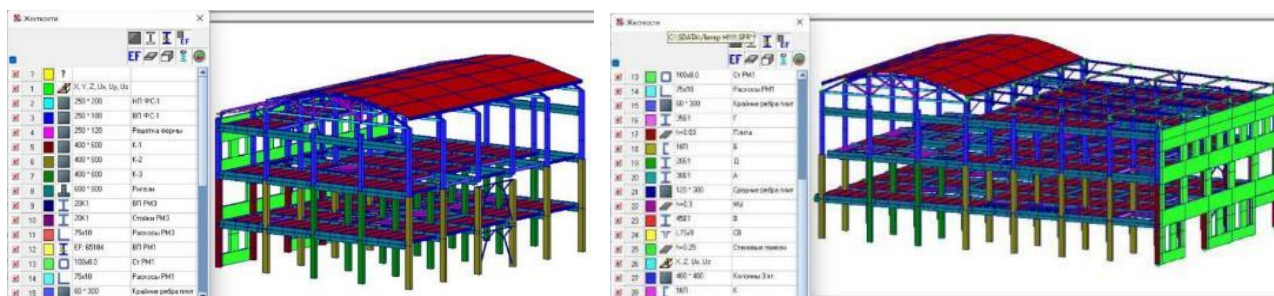 Жесткости
EF
? ?
1 X, Y, Z, Ux, Uy, Uz
2 250 * 200 НП ФС-1
3 250 * 180 ВП ФС-1
4 250 * 120 Решетка фермы
5 400 * 600 К-1
6 400 * 600 К-2
7 400 * 600 К-3
8 600 * 800 Ригели
9 20К1 ВП РМ3
10 20К1 Стойки РМ3
11 75x10 Раскосы РМ3
12 EF: 65184 ВП РМ1
13 100x8.0 Ст РМ1
14 75x10 Раскосы РМ1
15 60 * 300 Крайние ребра плит
Жесткости
EF
13 100x8.0 Ст РМ1
14 75x10 Раскосы РМ1
15 60 * 300 Крайние ребра плит
16 35Б1 Г
17 h=0.03 Плита
18 16П Б
19 20Б1 Д
20 30Б1 А
21 120 * 300 Средние ребра плит
22 h=0.3
23 45Б1 В
24 L75x8 СВ
25 h=0.25 Стеновые панели
26 X, Z, Ux, Uz
27 400 * 400 Колонны 3 эт.
28 16П К